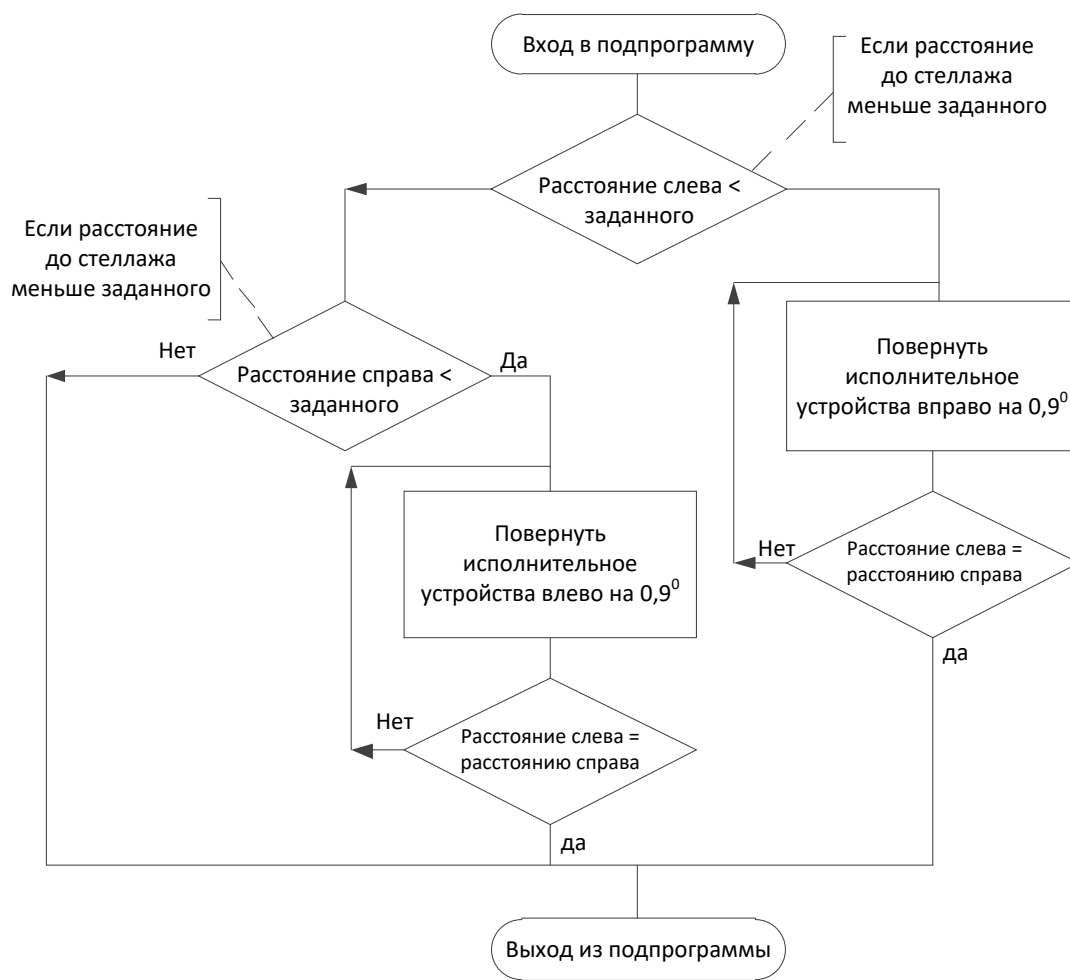 Вход в подпрограмму
Если расстояние
до стеллажа
меньше заданного
Расстояние слева <
заданного
Если расстояние
до стеллажа
меньше заданного
Нет
Расстояние справа <
заданного
Да
Повернуть
исполнительное
устройства вправо на 0,9⁰
Повернуть
исполнительное
устройства влево на 0,9⁰
Нет
Расстояние слева =
расстоянию справа
да
Нет
Расстояние слева =
расстоянию справа
да
Выход из подпрограммы